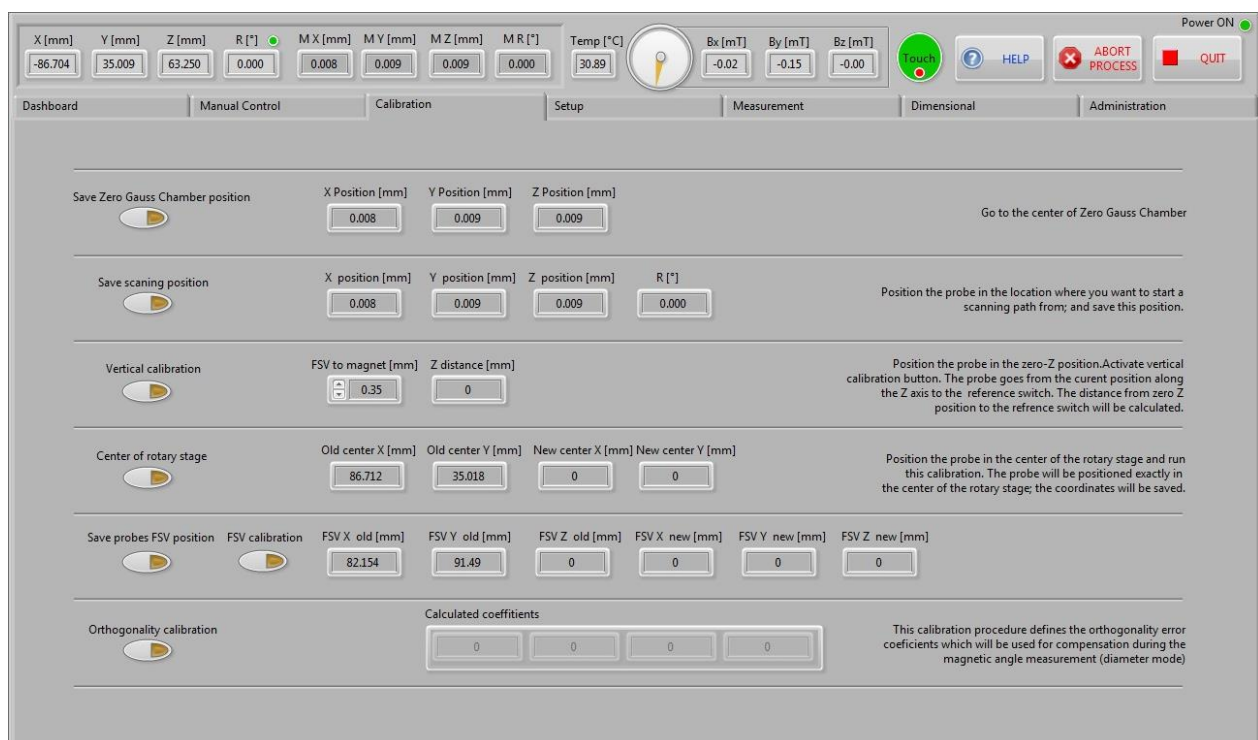 Power ON
X [mm] Y [mm] Z [mm] R [°] M X [mm] M Y [mm] M Z [mm] M R [°] Temp [°C] Bx [mT] By [mT] Bz [mT]
-86.704 35.009 63.250 0.000 0.008 0.009 0.009 0.000 30.89 -0.02 -0.15 -0.00
Touch
HELP
ABORT
PROCESS
QUIT
Dashboard Manual Control Calibration Setup Measurement Dimensional Administration
Save Zero Gauss Chamber position
X Position [mm] Y Position [mm] Z Position [mm]
0.008 0.009 0.009
Go to the center of Zero Gauss Chamber
Save scaning position
X position [mm] Y position [mm] Z position [mm] R [°]
0.008 0.009 0.009 0.000
Position the probe in the location where you want to start a
scanning path from; and save this position.
Vertical calibration
FSV to magnet [mm] Z distance [mm]
0.35 0
Position the probe in the zero-Z position.Activate vertical
calibration button. The probe goes from the curent position along
the Z axis to the reference switch. The distance from zero Z
position to the refrence switch will be calculated.
Center of rotary stage
Old center X [mm] Old center Y [mm] New center X [mm] New center Y [mm]
86.712 35.018 0 0
Position the probe in the center of the rotary stage and run
this calibration. The probe will be positioned exactly in
the center of the rotary stage; the coordinates will be saved.
Save probes FSV position FSV calibration
FSV X old [mm] FSV Y old [mm] FSV Z old [mm] FSV X new [mm] FSV Y new [mm] FSV Z new [mm]
82.154 91.49 0 0 0 0
Orthogonality calibration
Calculated coeffitients
0 0 0 0
This calibration procedure defines the orthogonality error
coeficients which will be used for compensation during the
magnetic angle measurement (diameter mode)